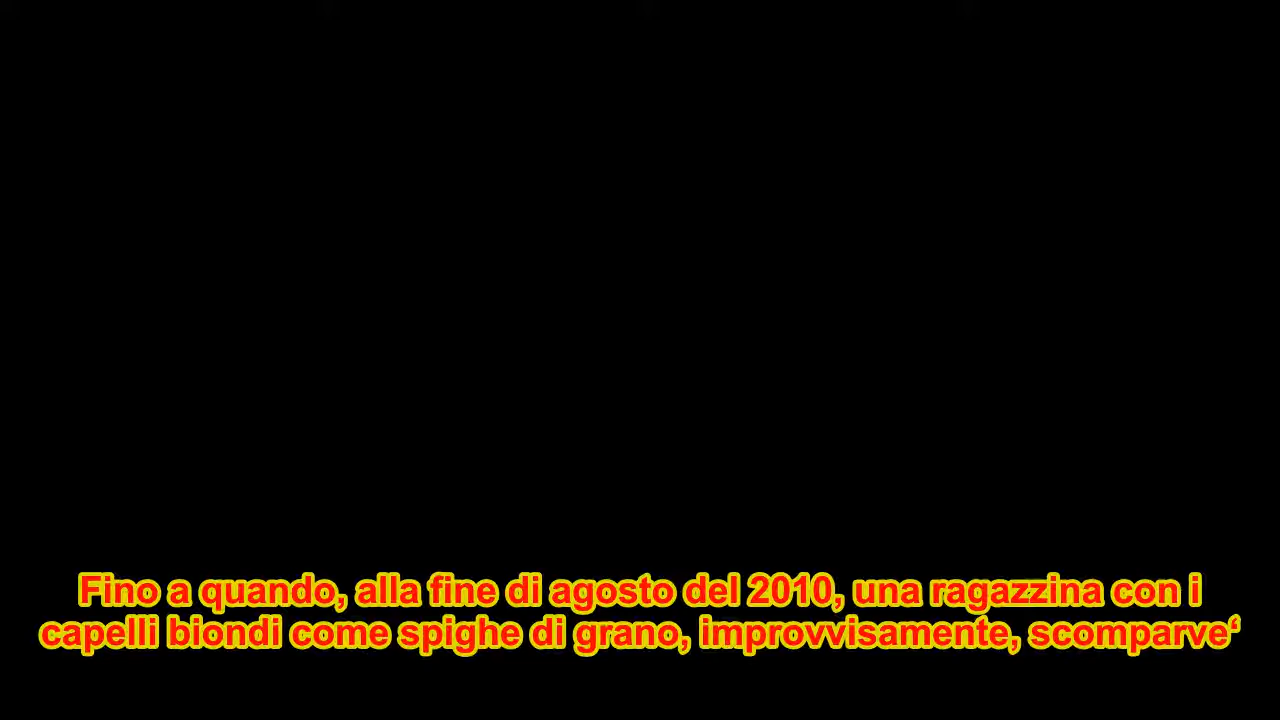 Fino a quando, alla fine di agosto del 2010, una ragazzina con i
capelli biondi come spighe di grano, improvvisamente, scomparve‘